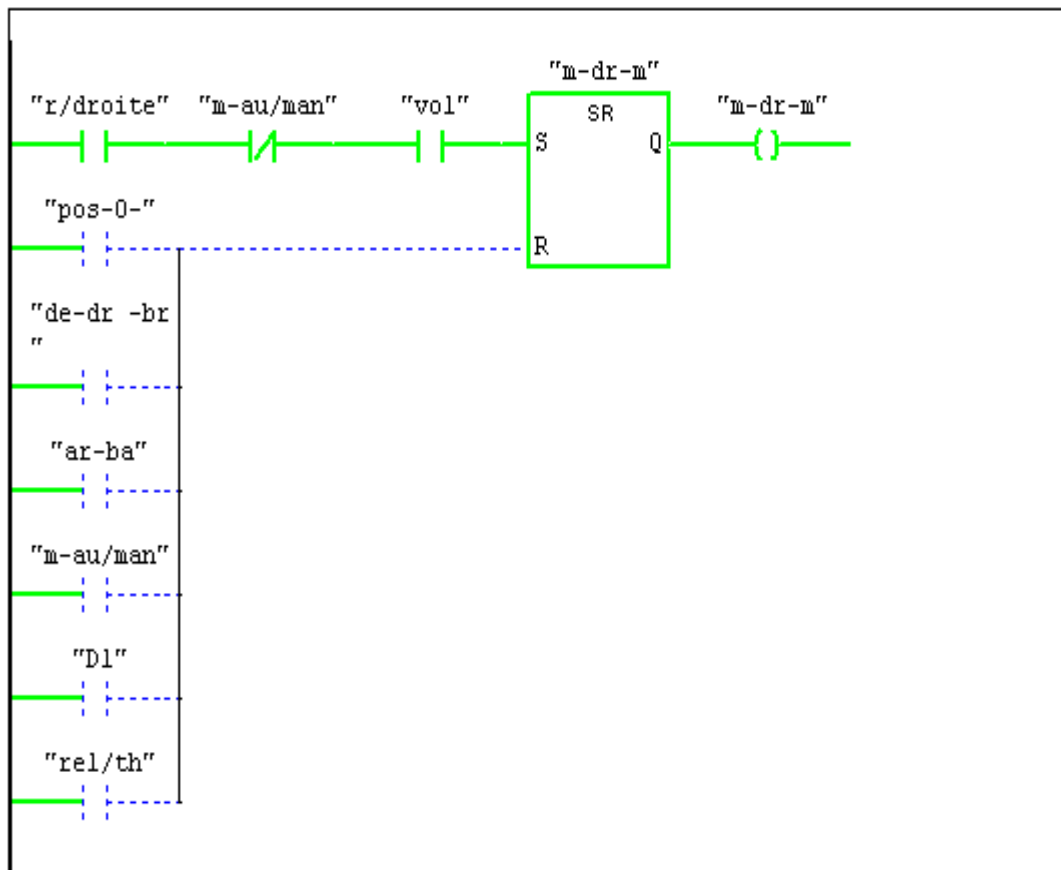 "m-dr-m"
"r/droite" "m-au/man" "vol" SR "m-dr-m"
S Q
"pos-0-"
R
"de-dr -br
"
"ar-ba"
"m-au/man"
"D1"
"rel/th"